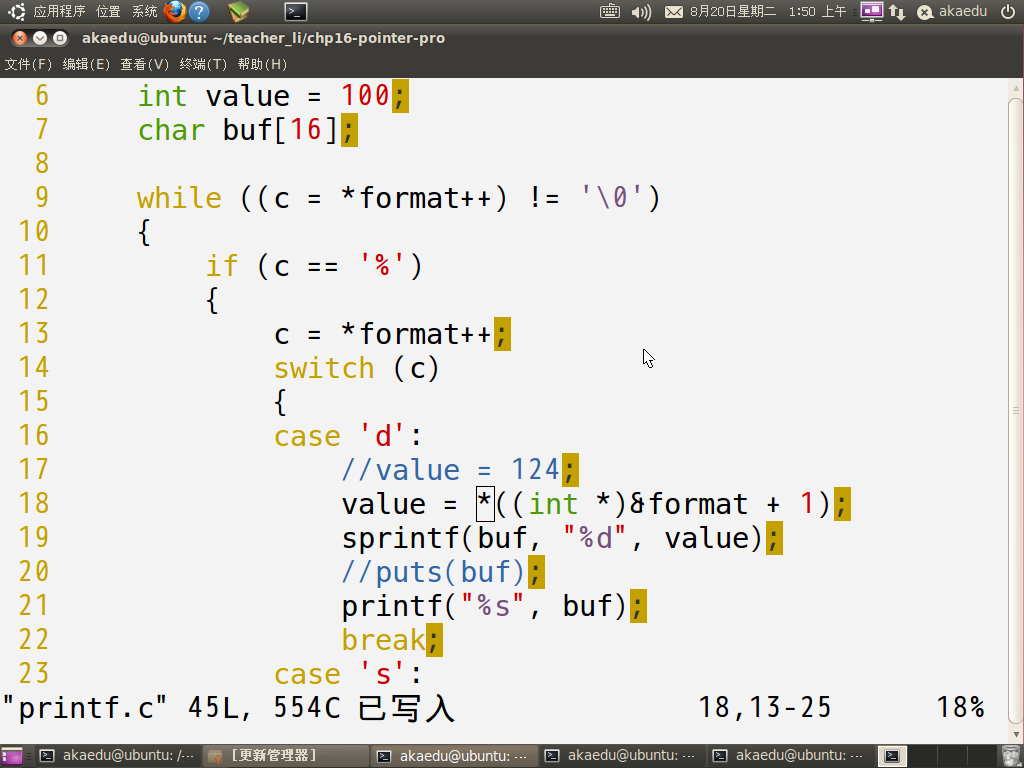 应用程序 位置 系统 8月20日星期二 1:50 上午 akaedu
akaedu@ubuntu: ~/teacher_li/chp16-pointer-pro
文件(F) 编辑(E) 查看(V) 终端(T) 帮助(H)
6 int value = 100;
7 char buf[16];
8
9 while ((c = *format++) != '\0')
10 {
11 if (c == '%')
12 {
13 c = *format++;
14 switch (c)
15 {
16 case 'd':
17 //value = 124;
18 value = *((int *)&format + 1);
19 sprintf(buf, "%d", value);
20 //puts(buf);
21 printf("%s", buf);
22 break;
23 case 's':
"printf.c" 45L, 554C 已写入 18,13-25 18%
akaedu@ubuntu: /··· [更新管理器] akaedu@ubuntu: ··· akaedu@ubuntu: ··· akaedu@ubuntu: ···